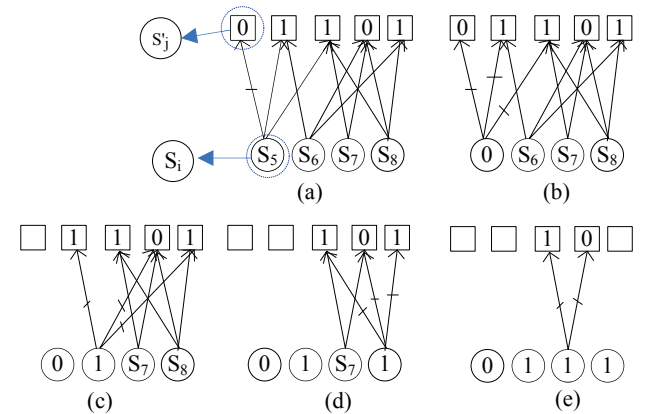 S'j 0 1 1 0 1 0 1 1 0 1
Si S5 S6 S7 S8 0 S6 S7 S8
(a) (b)
1 1 0 1 1 0 1 1 0
0 1 S7 S8 0 1 S7 1 0 1 1 1
(c) (d) (e)